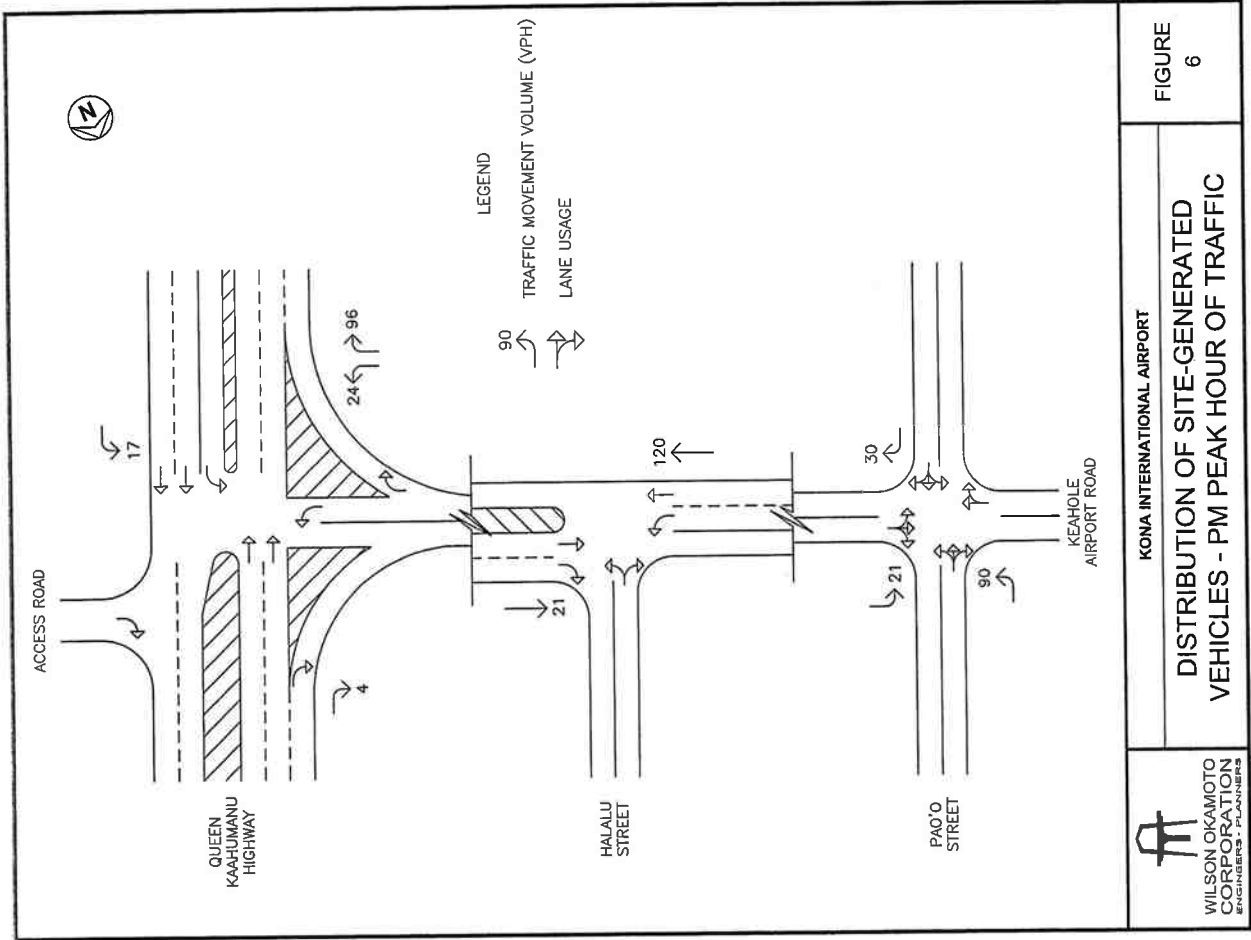 N
ACCESS ROAD
17
QUEEN
KAAHUMANU
HIGHWAY
4
24
96
LEGEND
90
TRAFFIC MOVEMENT VOLUME (VPH)
LANE USAGE
120
21
HALALU
STREET
30
21
90
PAO'O
STREET
KEAHOLE
AIRPORT ROAD
WILSON OKAMOTO
CORPORATION
ENGINEERS - PLANNERS
KONA INTERNATIONAL AIRPORT
DISTRIBUTION OF SITE-GENERATED
VEHICLES - PM PEAK HOUR OF TRAFFIC
FIGURE
6